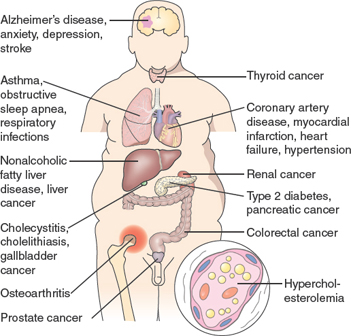 Alzheimer's disease,
anxiety, depression,
stroke
Asthma,
obstructive
sleep apnea,
respiratory
infections
Nonalcoholic
fatty liver
disease, liver
cancer
Cholecystitis,
cholelithiasis,
gallbladder
cancer
Osteoarthritis
Prostate cancer
Thyroid cancer
Coronary artery
disease, myocardial
infarction, heart
failure, hypertension
Renal cancer
Type 2 diabetes,
pancreatic cancer
Colorectal cancer
Hyperchol-
esterolemia